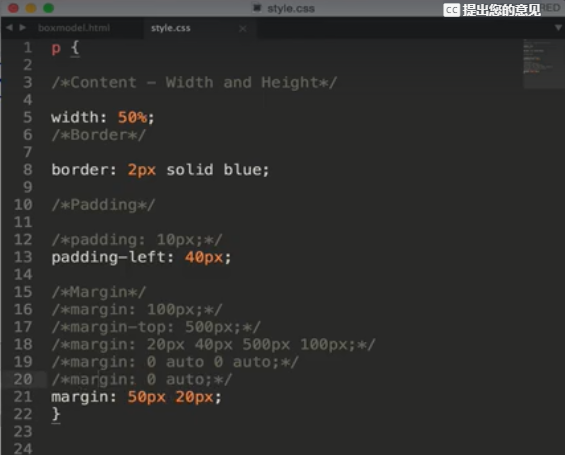 style.css
CC 提出您的意见 RED
boxmodel.html
style.css
1 p {
2
3 /*Content - Width and Height*/
4
5 width: 50%;
6 /*Border*/
7
8 border: 2px solid blue;
9
10 /*Padding*/
11
12 /*padding: 10px;*/
13 padding-left: 40px;
14
15 /*Margin*/
16 /*margin: 100px;*/
17 /*margin-top: 500px;*/
18 /*margin: 20px 40px 500px 100px;*/
19 /*margin: 0 auto 0 auto;*/
20 /*margin: 0 auto;*/
21 margin: 50px 20px;
22 }
23
24